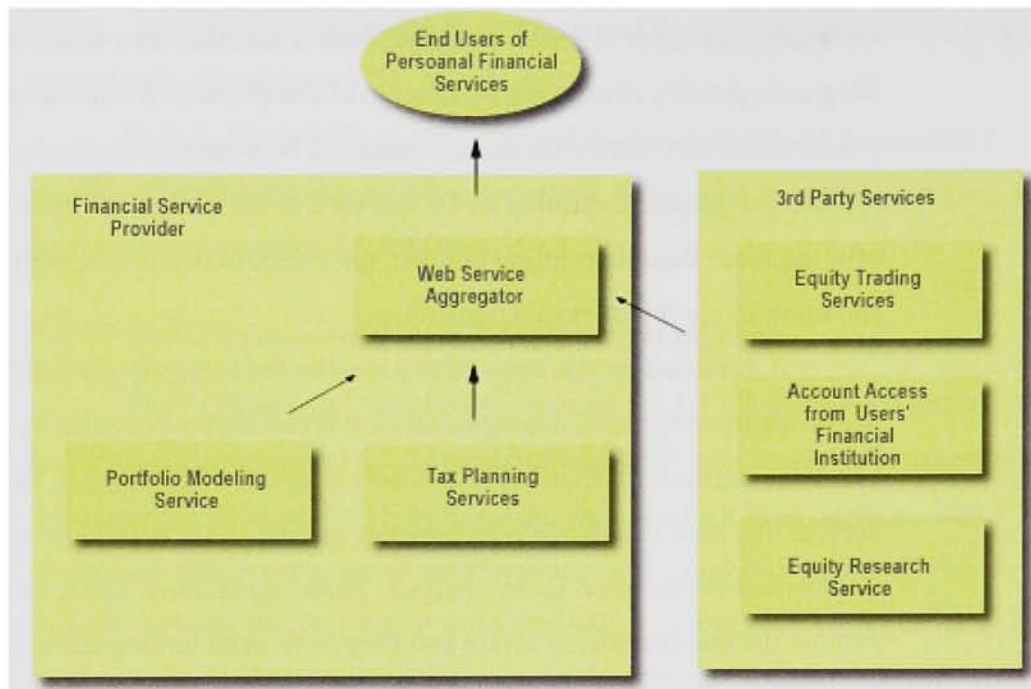 End Users of
Persoanal Financial
Services
Financial Service
Provider
Web Service
Aggregator
Portfolio Modeling
Service
Tax Planning
Services
3rd Party Services
Equity Trading
Services
Account Access
from Users'
Financial
Institution
Equity Research
Service